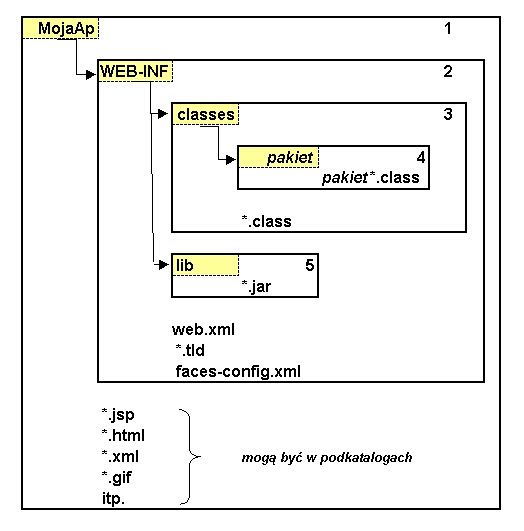 MojaAp 1
WEB-INF 2
classes 3
pakiet 4
pakiet*.class
*.class
lib 5
*.jar
web.xml
*.tld
faces-config.xml
*.jsp
*.html
*.xml
*.gif
itp.
mogą być w podkatalogach